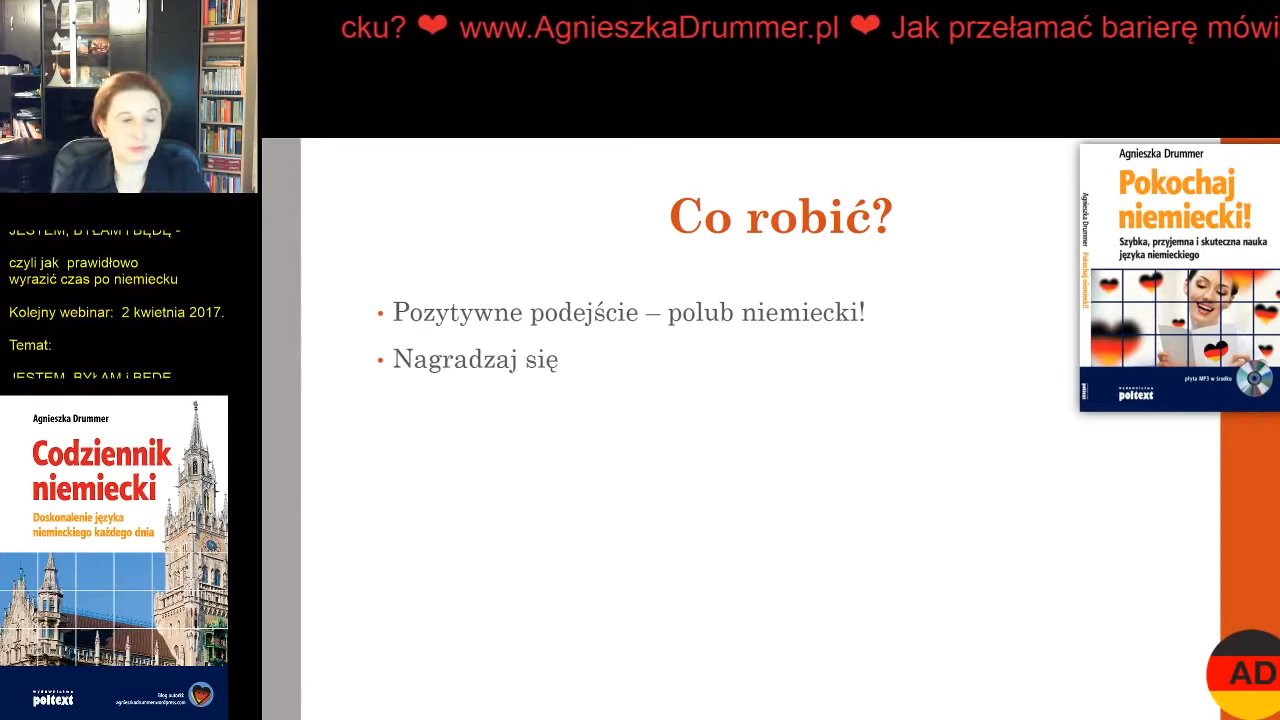 cku? ❤ www.AgnieszkaDrummer.pl ❤ Jak przełamać barierę mówi
JESTEM, BYŁAM i BĘDĘ -
czyli jak prawidłowo
wyrazić czas po niemiecku
Kolejny webinar: 2 kwietnia 2017.
Temat:
JESTEM, BYŁAM i BĘDĘ
Co robić?
• Pozytywne podejście – polub niemiecki!
• Nagradzaj się
Agnieszka Drummer
Pokochaj
niemiecki!
Szybka, przyjemna i skuteczna nauka
języka niemieckiego
płyta MP3 w środku
wydawnictwo
poltext
Agnieszka Drummer
Pokochaj niemiecki!
poltext
Agnieszka Drummer
Codziennik
niemiecki
Doskonalenie języka
niemieckiego każdego dnia
wydawnictwo
poltext
Blog autorki:
agnieszkadrummer.wordpress.com
AD